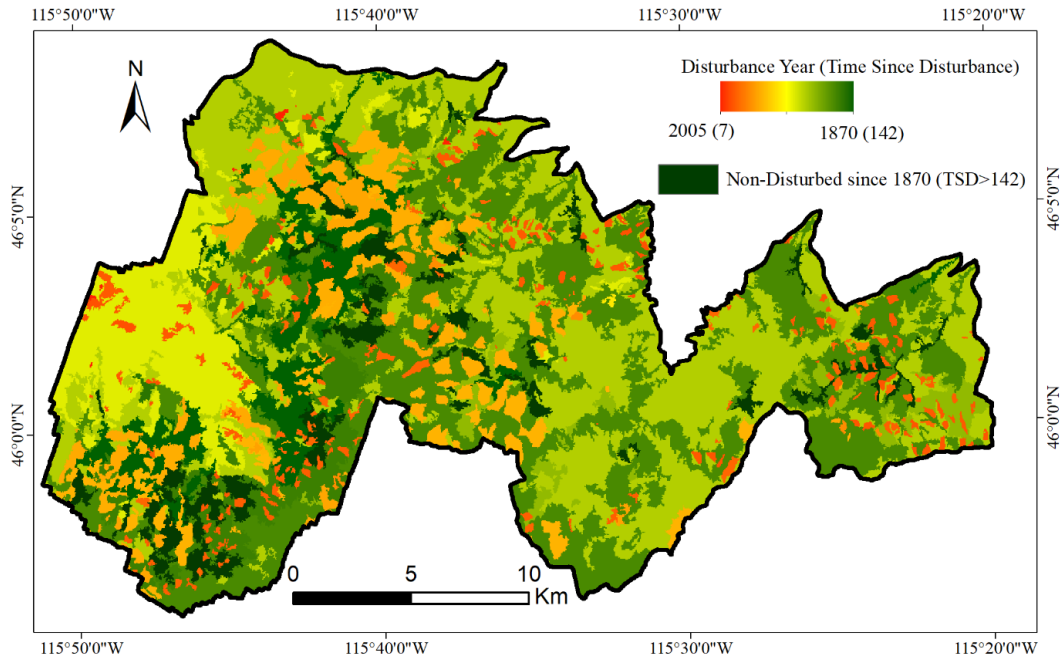 115°50'0"W 115°40'0"W 115°30'0"W 115°20'0"W
N
Disturbance Year (Time Since Disturbance)
2005 (7) 1870 (142)
Non-Disturbed since 1870 (TSD>142)
46°5'0"N 46°5'0"N
46°0'0"N 46°0'0"N
0 5 10
Km
115°50'0"W 115°40'0"W 115°30'0"W 115°20'0"W